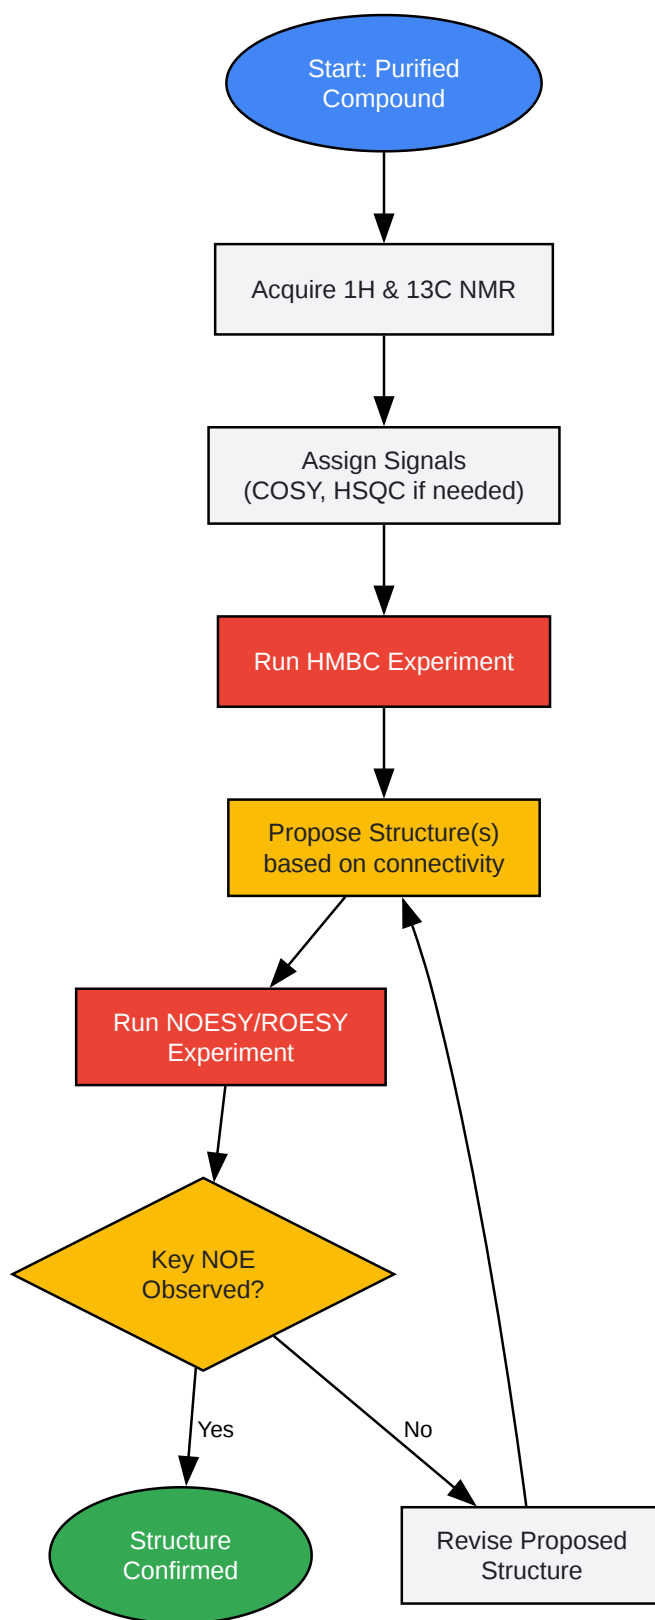 Start: Purified
Compound
Acquire 1H & 13C NMR
Assign Signals
(COSY, HSQC if needed)
Run HMBC Experiment
Propose Structure(s)
based on connectivity
Run NOESY/ROESY
Experiment
Key NOE
Observed?
Yes
No
Structure
Confirmed
Revise Proposed
Structure